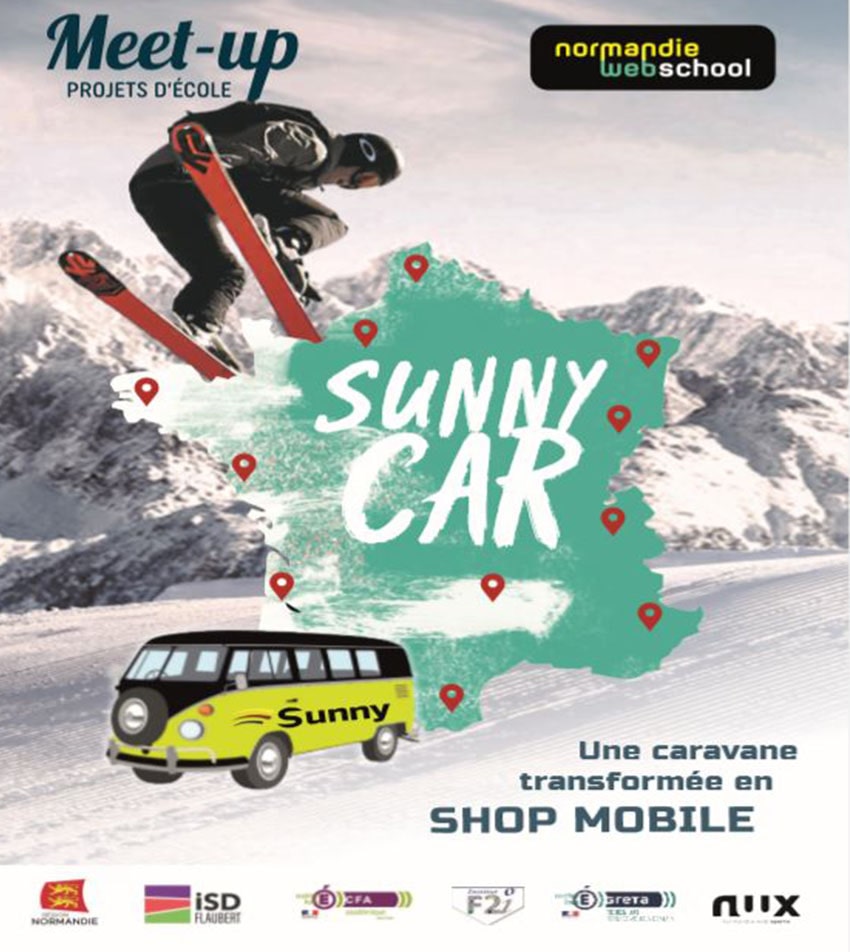 Meet-up
PROJETS D'ÉCOLE
normandie
webschool
SUNNY
CAR
Sunny
Une caravane
transformée en
SHOP MOBILE
NORMANDIE
iSD
FLAUBERT
É CFA
F2i
É Greta